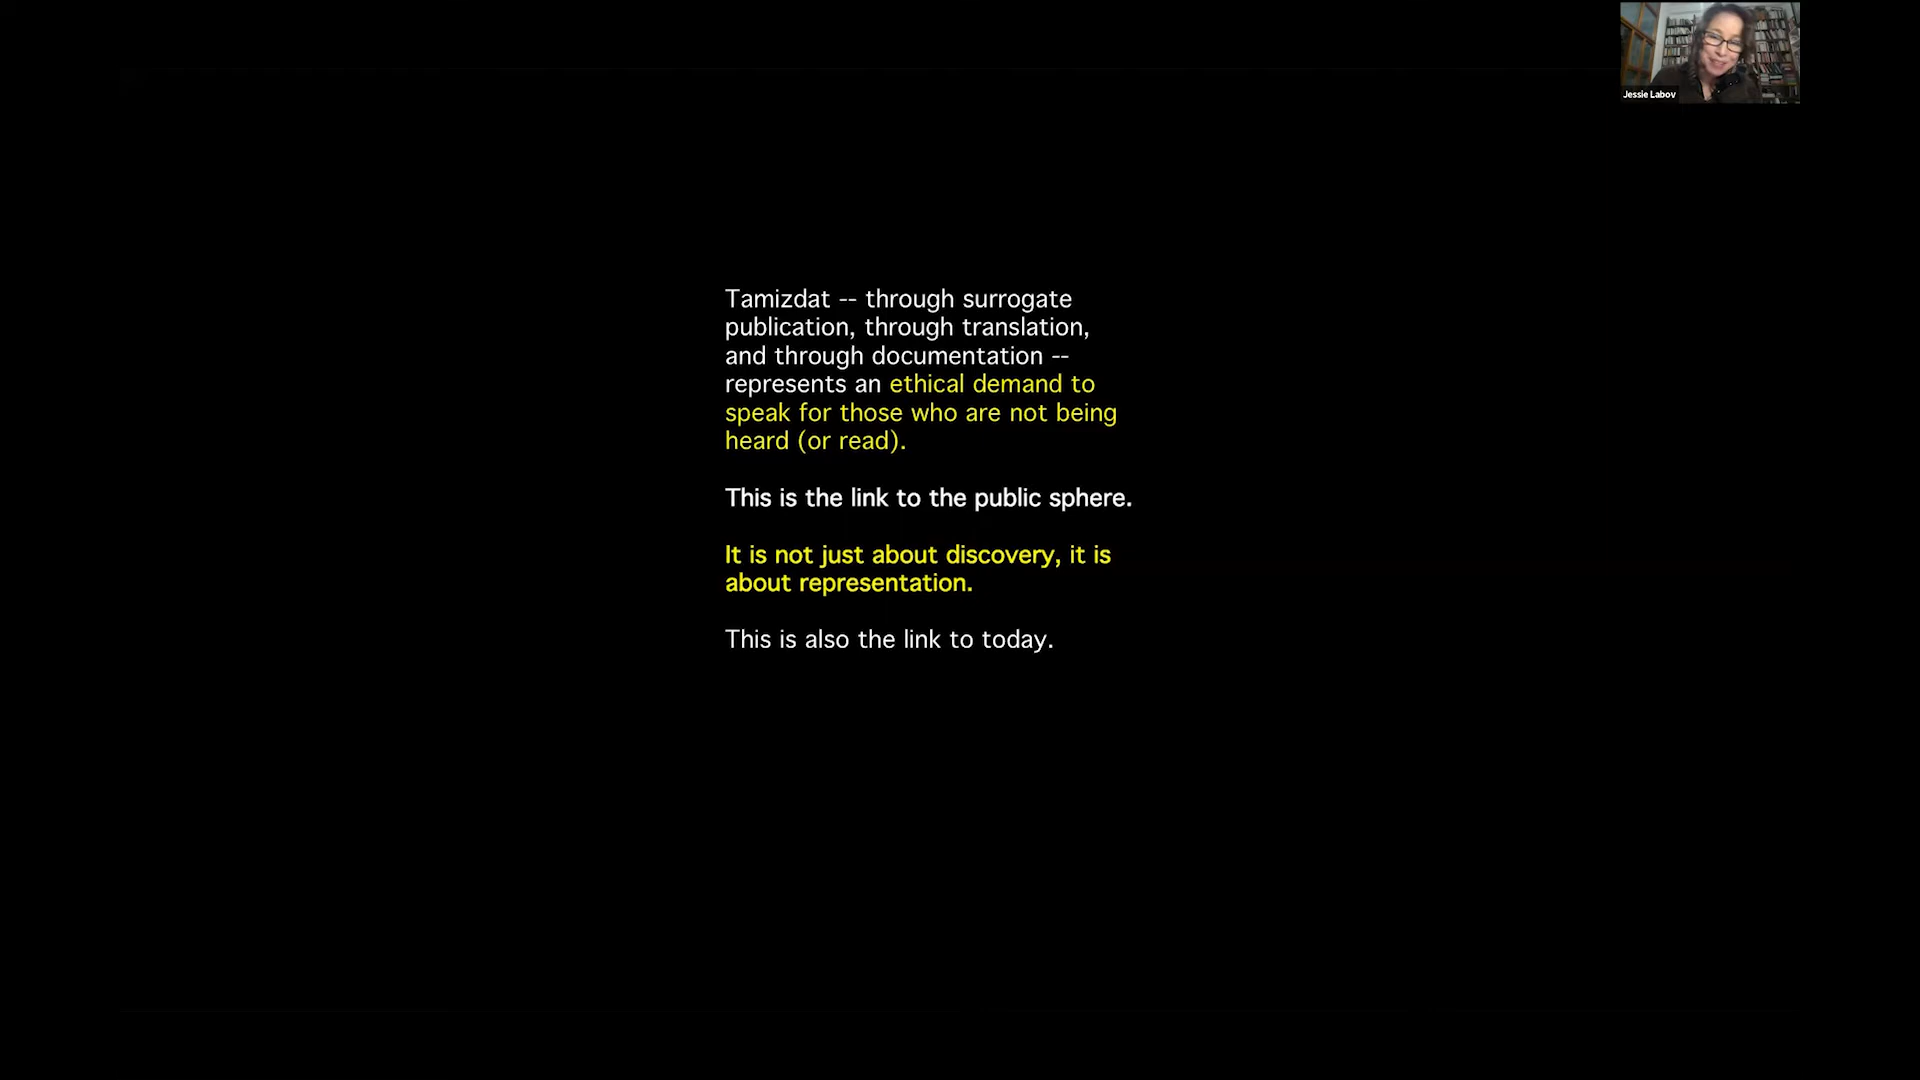 Jessie Labov
Tamizdat -- through surrogate
publication, through translation,
and through documentation --
represents an ethical demand to
speak for those who are not being
heard (or read).
This is the link to the public sphere.
It is not just about discovery, it is
about representation.
This is also the link to today.